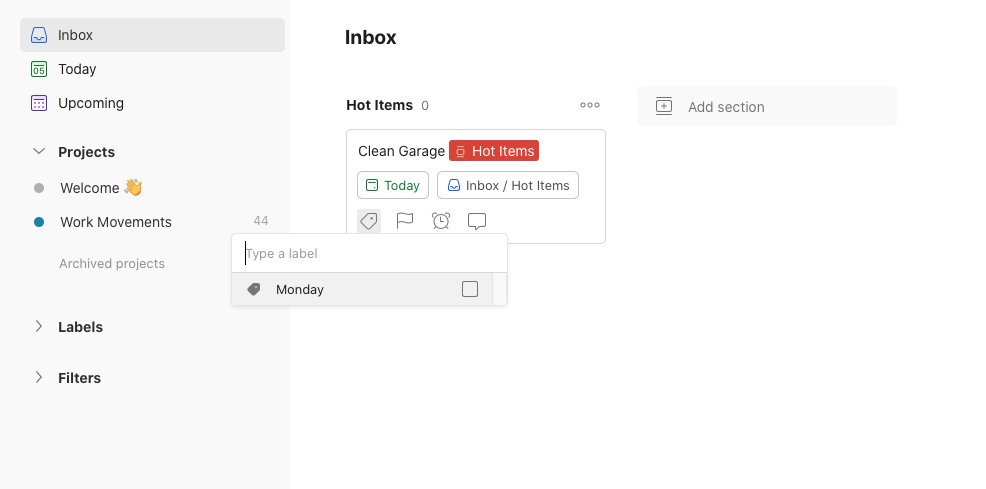 Inbox
05
Today
Upcoming
Projects
Welcome 👋
Work Movements 44
Archived projects
Labels
Filters
Inbox
Hot Items 0
Add section
Clean Garage Hot Items
Today
Inbox / Hot Items
Type a label
Monday